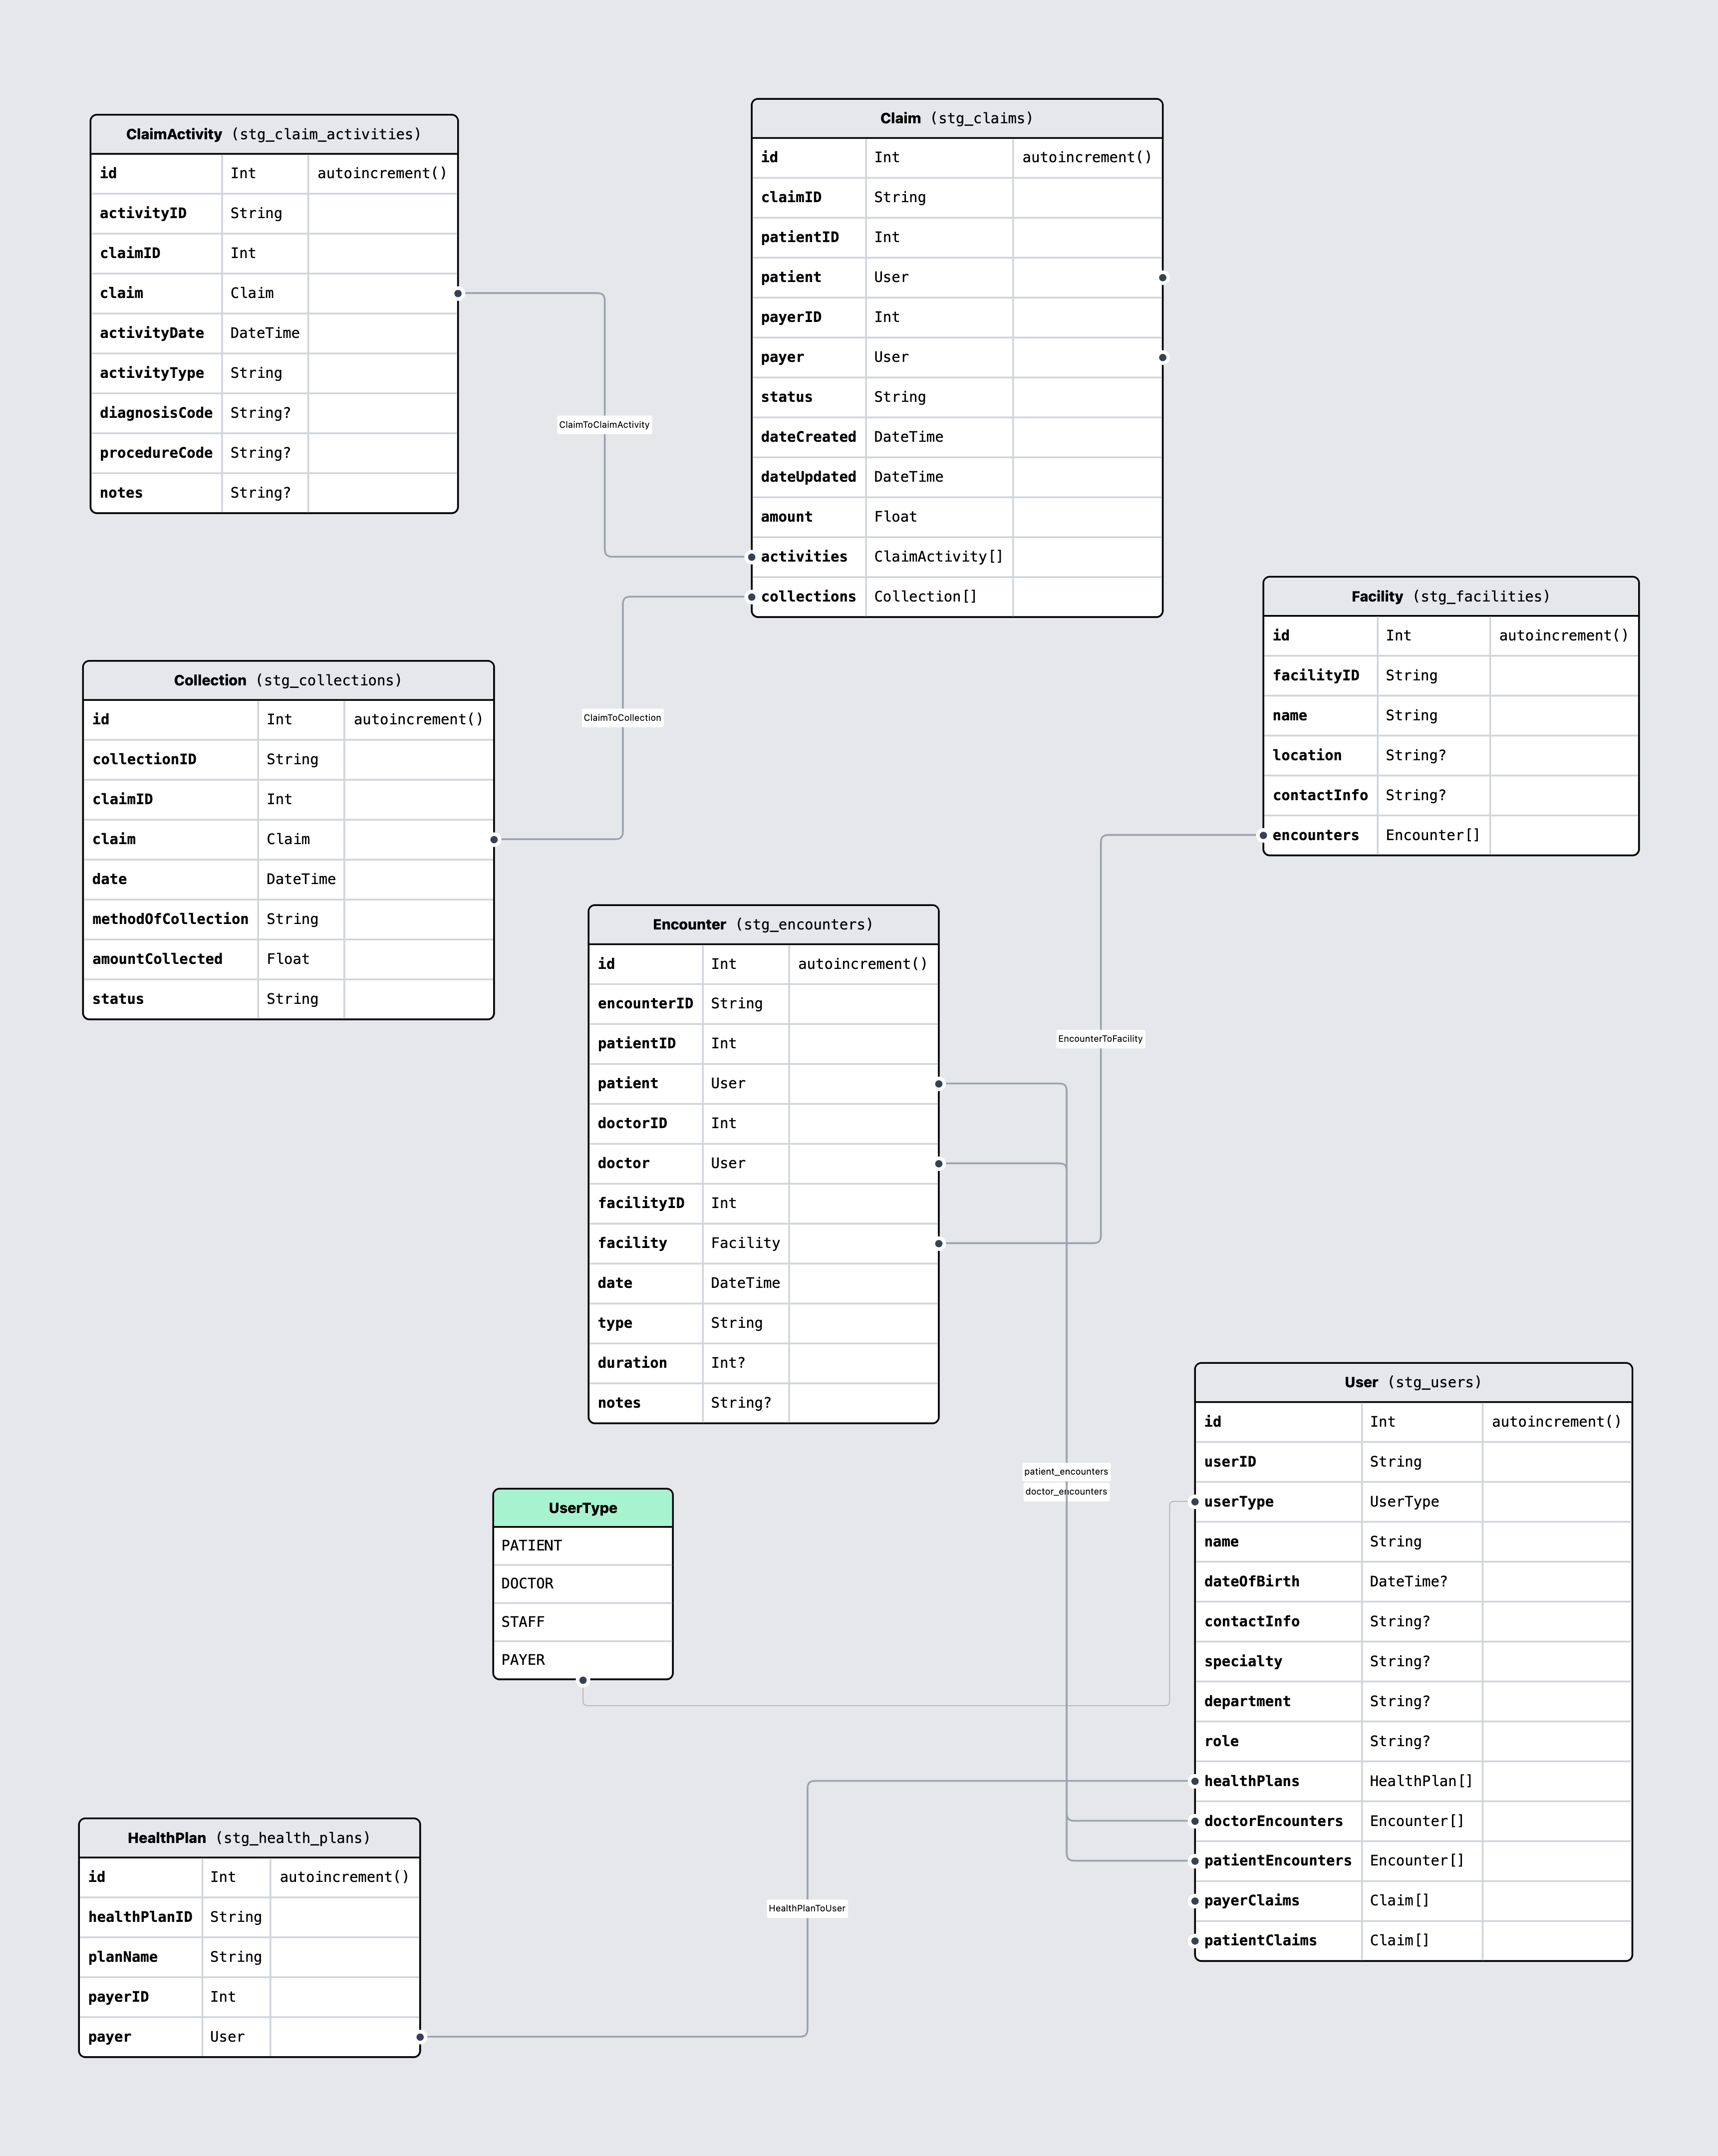 ClaimActivity (stg_claim_activities)
id Int autoincrement()
activityID String
claimID Int
claim Claim
activityDate DateTime
activityType String
diagnosisCode String?
procedureCode String?
notes String?
Claim (stg_claims)
id Int autoincrement()
claimID String
patientID Int
patient User
payerID Int
payer User
status String
dateCreated DateTime
dateUpdated DateTime
amount Float
activities ClaimActivity[]
collections Collection[]
ClaimToClaimActivity
Facility (stg_facilities)
id Int autoincrement()
facilityID String
name String
location String?
contactInfo String?
encounters Encounter[]
Collection (stg_collections)
id Int autoincrement()
collectionID String
claimID Int
claim Claim
date DateTime
methodOfCollection String
amountCollected Float
status String
ClaimToCollection
Encounter (stg_encounters)
id Int autoincrement()
encounterID String
patientID Int
patient User
doctorID Int
doctor User
facilityID Int
facility Facility
date DateTime
type String
duration Int?
notes String?
EncounterToFacility
patient_encounters
doctor_encounters
User (stg_users)
id Int autoincrement()
userID String
userType UserType
name String
dateOfBirth DateTime?
contactInfo String?
specialty String?
department String?
role String?
healthPlans HealthPlan[]
doctorEncounters Encounter[]
patientEncounters Encounter[]
payerClaims Claim[]
patientClaims Claim[]
UserType
PATIENT
DOCTOR
STAFF
PAYER
HealthPlan (stg_health_plans)
id Int autoincrement()
healthPlanID String
planName String
payerID Int
payer User
HealthPlanToUser